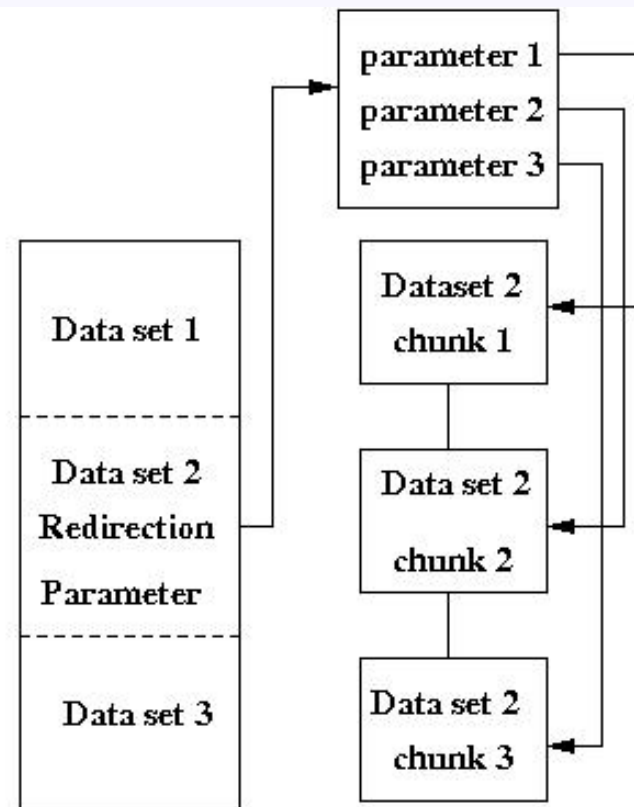 parameter 1
parameter 2
parameter 3
Data set 1
Data set 2
Redirection
Parameter
Data set 3
Dataset 2
chunk 1
Data set 2
chunk 2
Data set 2
chunk 3